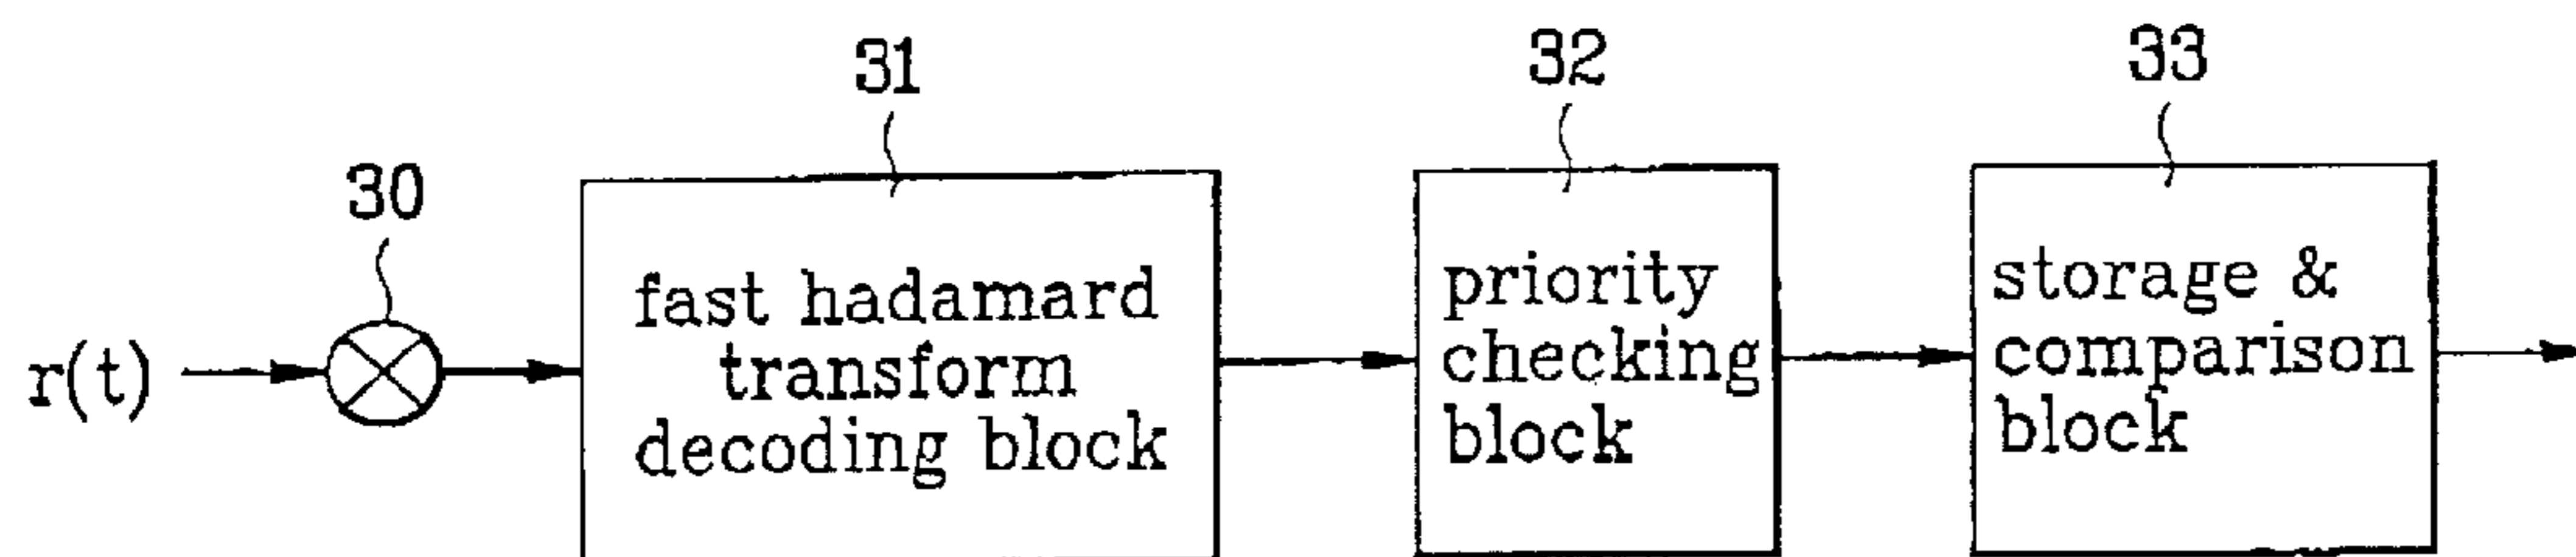 31
32
33
30
r(t)
fast hadamard
transform
decoding block
priority
checking
block
storage &
comparison
block